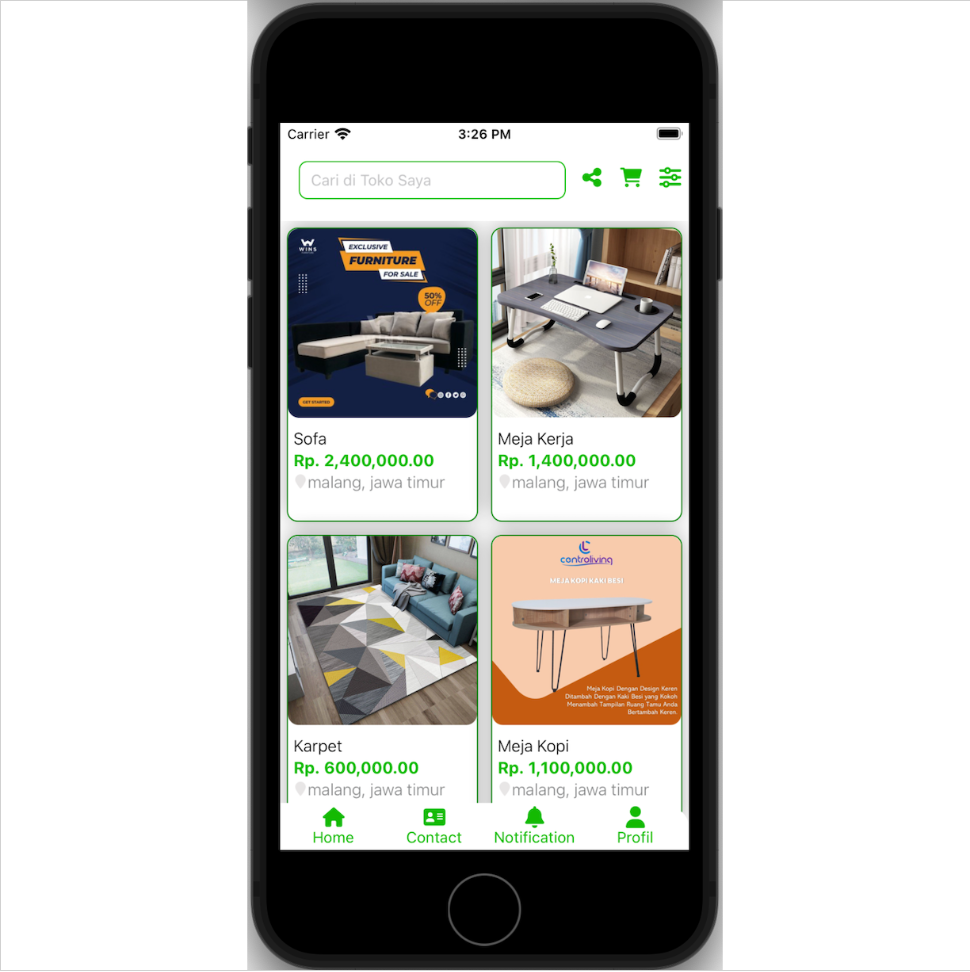 Carrier
3:26 PM
Cari di Toko Saya
W
WINS
EXCLUSIVE
FURNITURE
FOR SALE
50%
OFF
GET STARTED
Sofa
Rp. 2,400,000.00
malang, jawa timur
Meja Kerja
Rp. 1,400,000.00
malang, jawa timur
controliving
MEJA KOPI KAKI BESI
Meja Kopi Dengan Design Keren
Ditambah Dengan Kaki Besi yang Kokoh
Menambah Tampilan Ruang Tamu Anda
Bertambah Keren.
Karpet
Rp. 600,000.00
malang, jawa timur
Meja Kopi
Rp. 1,100,000.00
malang, jawa timur
Home
Contact
Notification
Profil